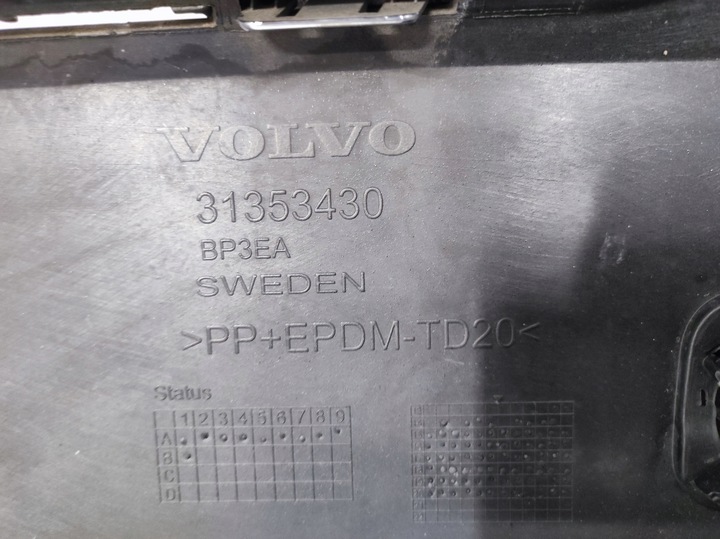 VOLVO
31353430
BP3EA
SWEDEN
>PP+EPDM-TD20<
Status
1 2 3 4 5 6 7 8 9
A
B
C
D